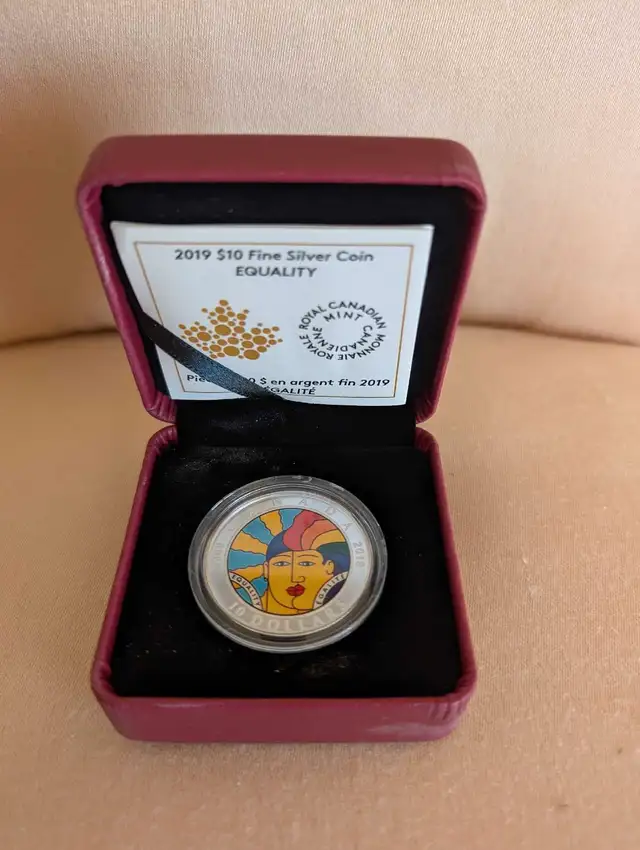 2019 $10 Fine Silver Coin
EQUALITY
ROYAL CANADIAN MINT
MONNAIE ROYALE CANADIENNE
en argent fin 2019
ÉGALITÉ
CANADA
2019
EQUALITY
ÉGALITÉ
10 DOLLARS